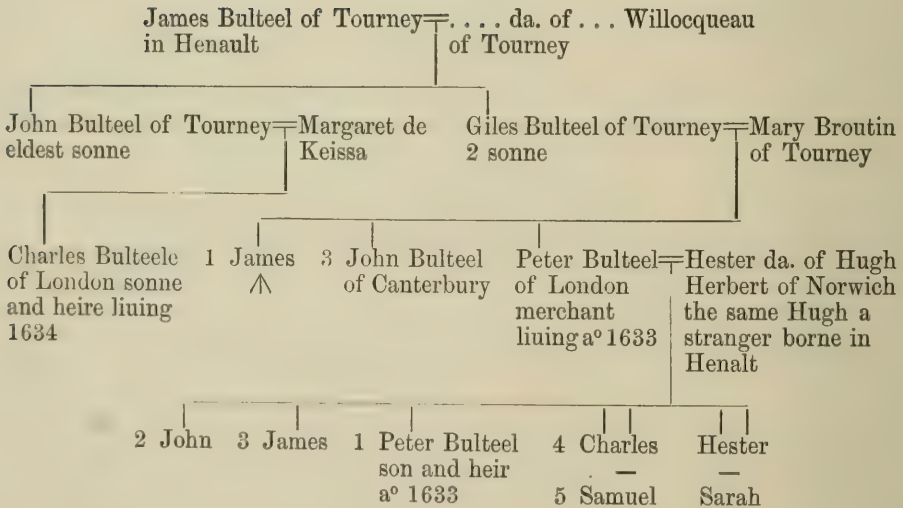 James Bulteel of Tourney=. . . . da. of . . . Willocqueau
in Henault
of Tourney
John Bulteel of Tourney=Margaret de
eldest sonne
Keissa
Giles Bulteel of Tourney=Mary Broutin
2 sonne
of Tourney
Charles Bulteele
of London sonne
and heire liuing
1634
1 James
3 John Bulteel
of Canterbury
Peter Bulteel=Hester da. of Hugh
of London
merchant
liuing aº 1633
Herbert of Norwich
the same Hugh a
stranger borne in
Henalt
2 John
3 James
1 Peter Bulteel
son and heir
aº 1633
4 Charles
—
5 Samuel
Hester
—
Sarah